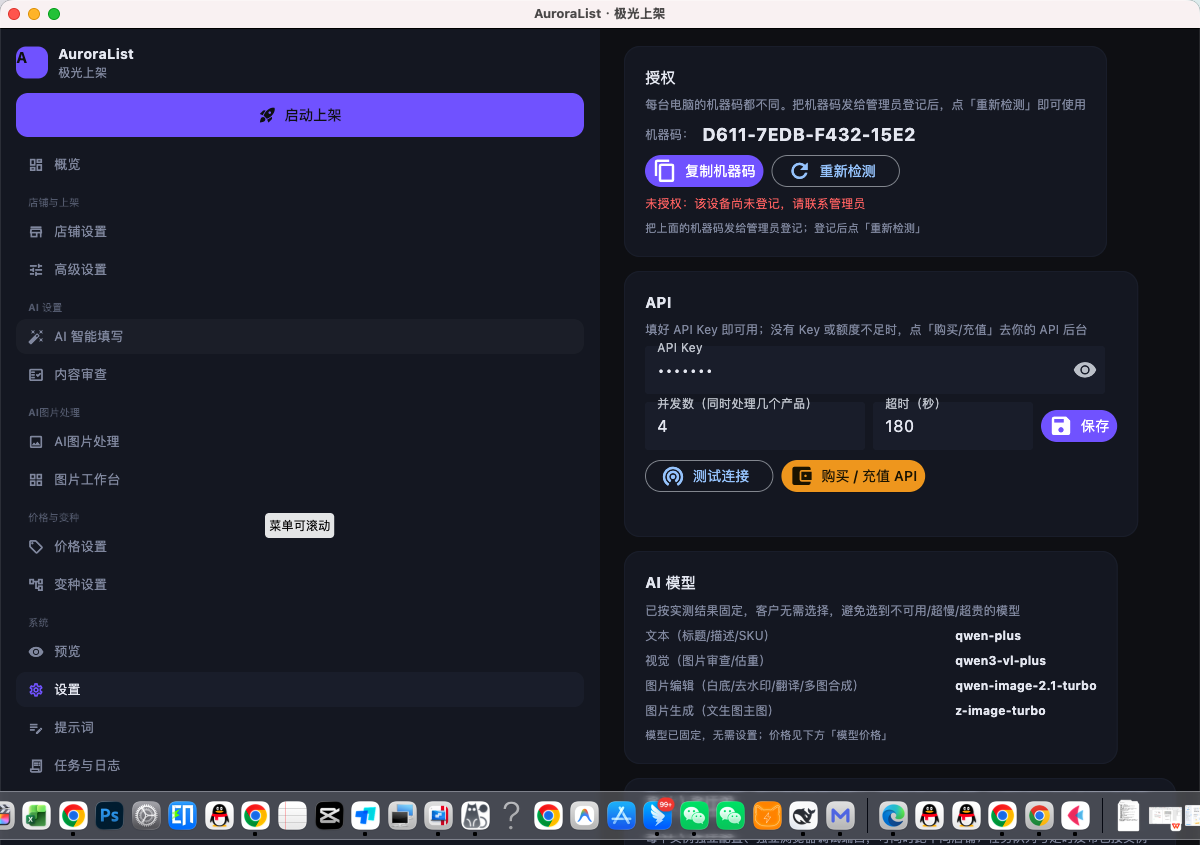 AuroraList · 极光上架
A
AuroraList
极光上架
启动上架
概览
店铺与上架
店铺设置
高级设置
AI 设置
AI 智能填写
内容审查
AI图片处理
AI图片处理
图片工作台
价格与变种
菜单可滚动
价格设置
变种设置
系统
预览
设置
提示词
任务与日志
授权
每台电脑的机器码都不同。把机器码发给管理员登记后，点「重新检测」即可使用
机器码： D611-7EDB-F432-15E2
复制机器码 重新检测
未授权：该设备尚未登记，请联系管理员
把上面的机器码发给管理员登记；登记后点「重新检测」
API
填好 API Key 即可用；没有 Key 或额度不足时，点「购买/充值」去你的 API 后台
API Key
•••••••
并发数（同时处理几个产品） 超时（秒）
4 180 保存
测试连接 购买 / 充值 API
AI 模型
已按实测结果固定，客户无需选择，避免选到不可用/超慢/超贵的模型
文本（标题/描述/SKU） qwen-plus
视觉（图片审查/估重） qwen3-vl-plus
图片编辑（白底/去水印/翻译/多图合成） qwen-image-2.1-turbo
图片生成（文生图主图） z-image-turbo
模型已固定，无需设置；价格见下方「模型价格」
Ps
99+